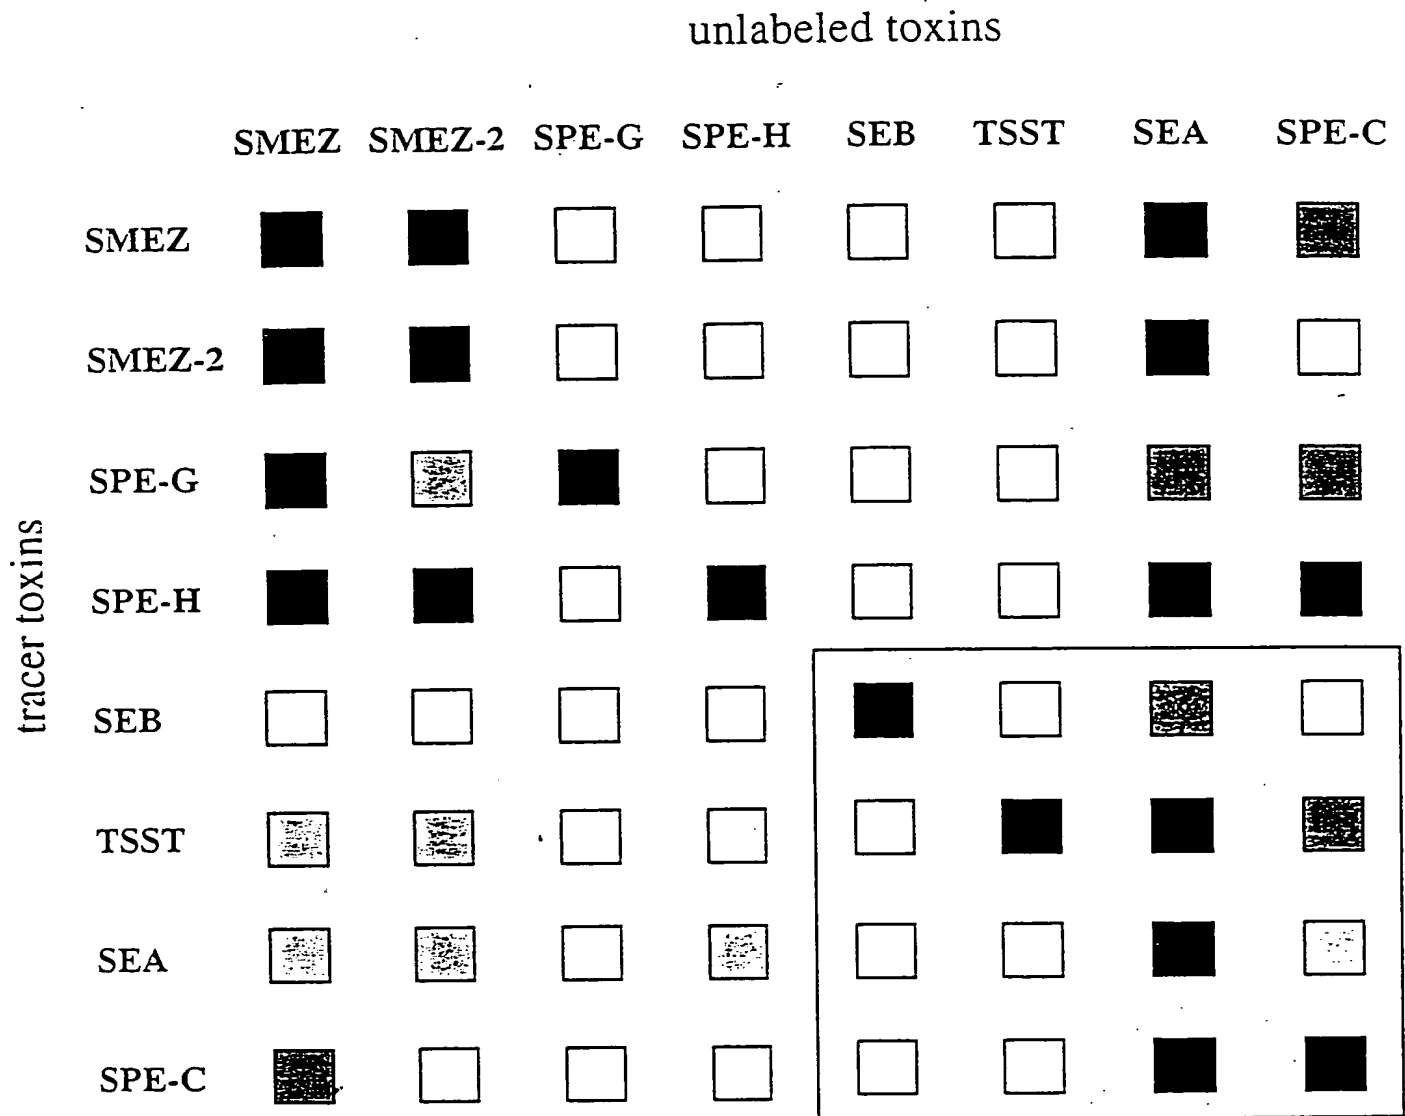 unlabeled toxins
SMEZ SMEZ-2 SPE-G SPE-H SEB TSST SEA SPE-C
SMEZ
SMEZ-2
SPE-G
SPE-H
SEB
TSST
SEA
SPE-C
tracer toxins